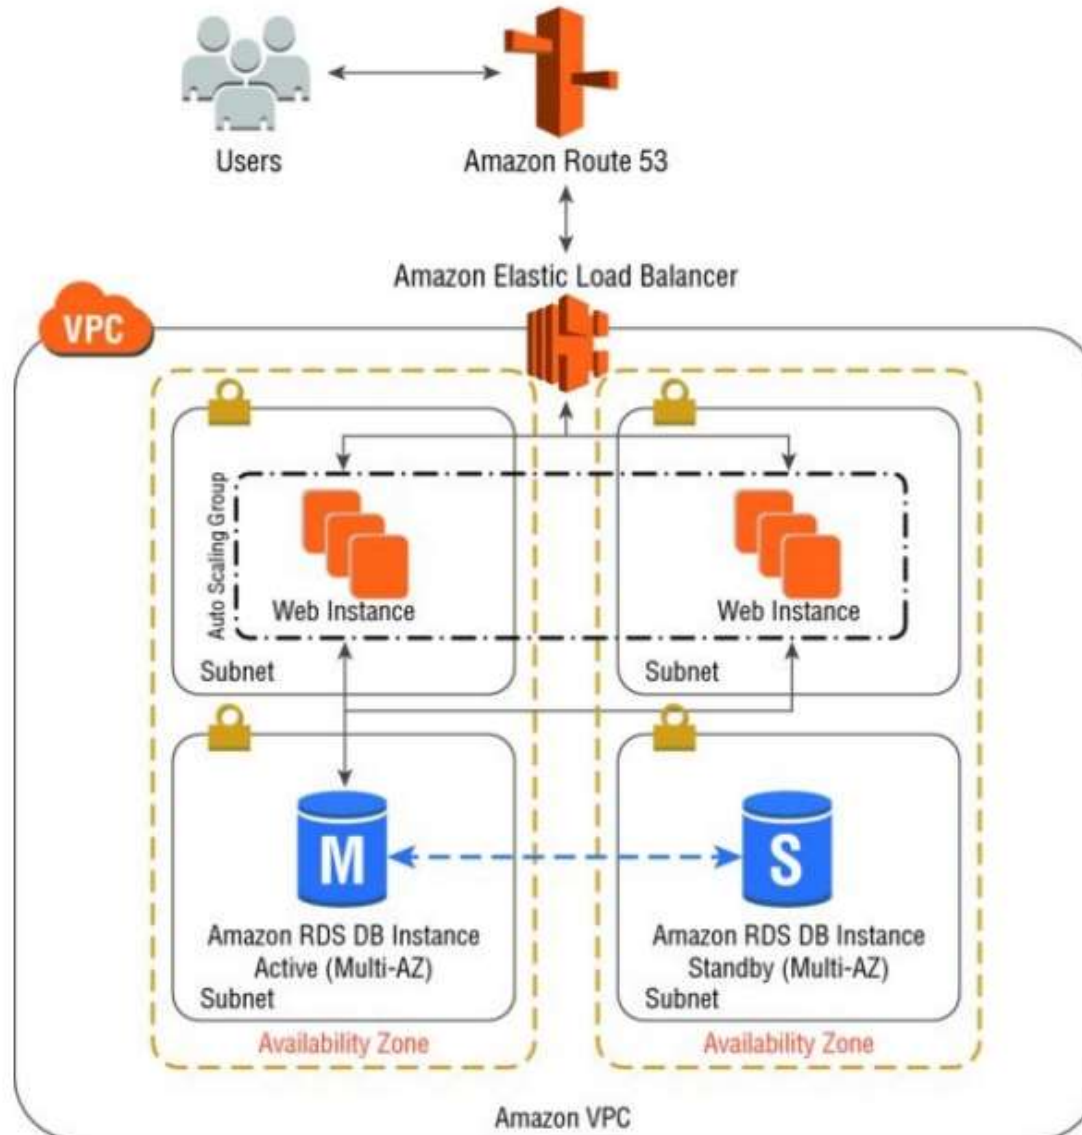 Users
Amazon Route 53
Amazon Elastic Load Balancer
VPC
Auto Scaling Group
Web Instance
Web Instance
Subnet
Subnet
M
S
Amazon RDS DB Instance
Active (Multi-AZ)
Subnet
Amazon RDS DB Instance
Standby (Multi-AZ)
Subnet
Availability Zone
Availability Zone
Amazon VPC